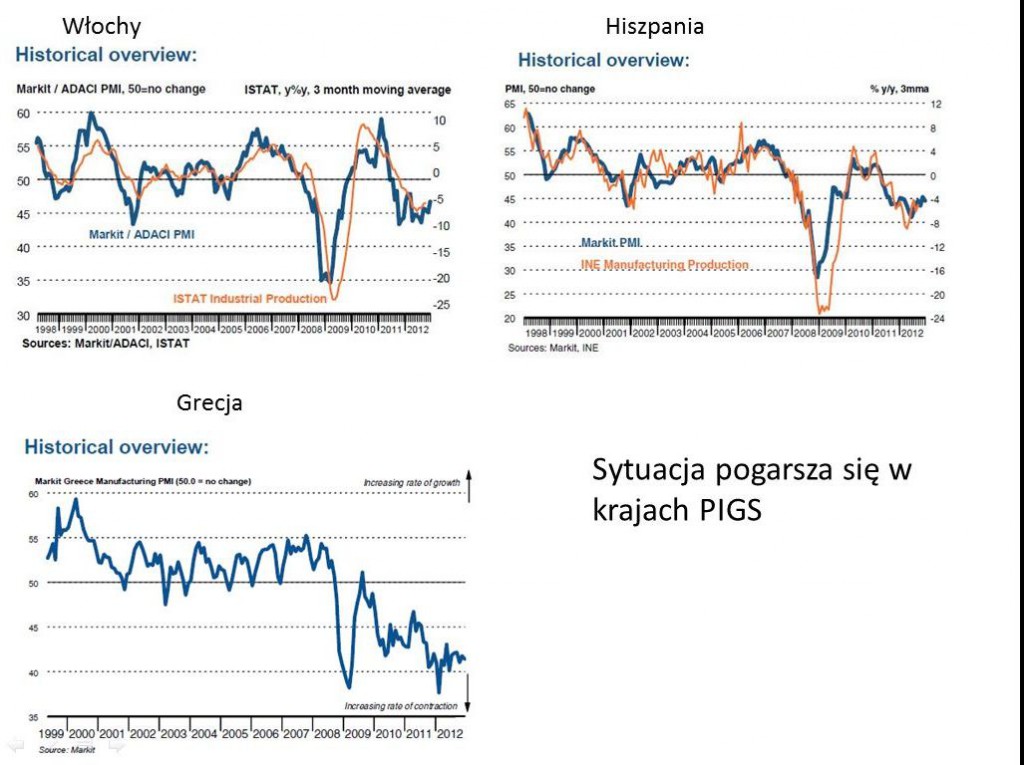 Włochy
Historical overview:
Markit / ADACI PMI, 50=no change
ISTAT, y%y, 3 month moving average
60
55
50
45
40
35
30
10
5
0
-5
-10
-15
-20
-25
Markit / ADACI PMI
ISTAT Industrial Production
1998 1999 2000 2001 2002 2003 2004 2005 2006 2007 2008 2009 2010 2011 2012
Sources: Markit/ADACI, ISTAT
Hiszpania
Historical overview:
PMI, 50=no change
% y/y, 3mma
65
60
55
50
45
40
35
30
25
20
12
8
4
0
-4
-8
-12
-16
-20
-24
Markit PMI
INE Manufacturing Production
1998 1999 2000 2001 2002 2003 2004 2005 2006 2007 2008 2009 2010 2011 2012
Sources: Markit, INE
Grecja
Historical overview:
Markit Greece Manufacturing PMI (50.0 = no change)
Increasing rate of growth
60
55
50
45
40
35
Increasing rate of contraction
1999 2000 2001 2002 2003 2004 2005 2006 2007 2008 2009 2010 2011 2012
Source: Markit
Sytuacja pogarsza się w
krajach PIGS